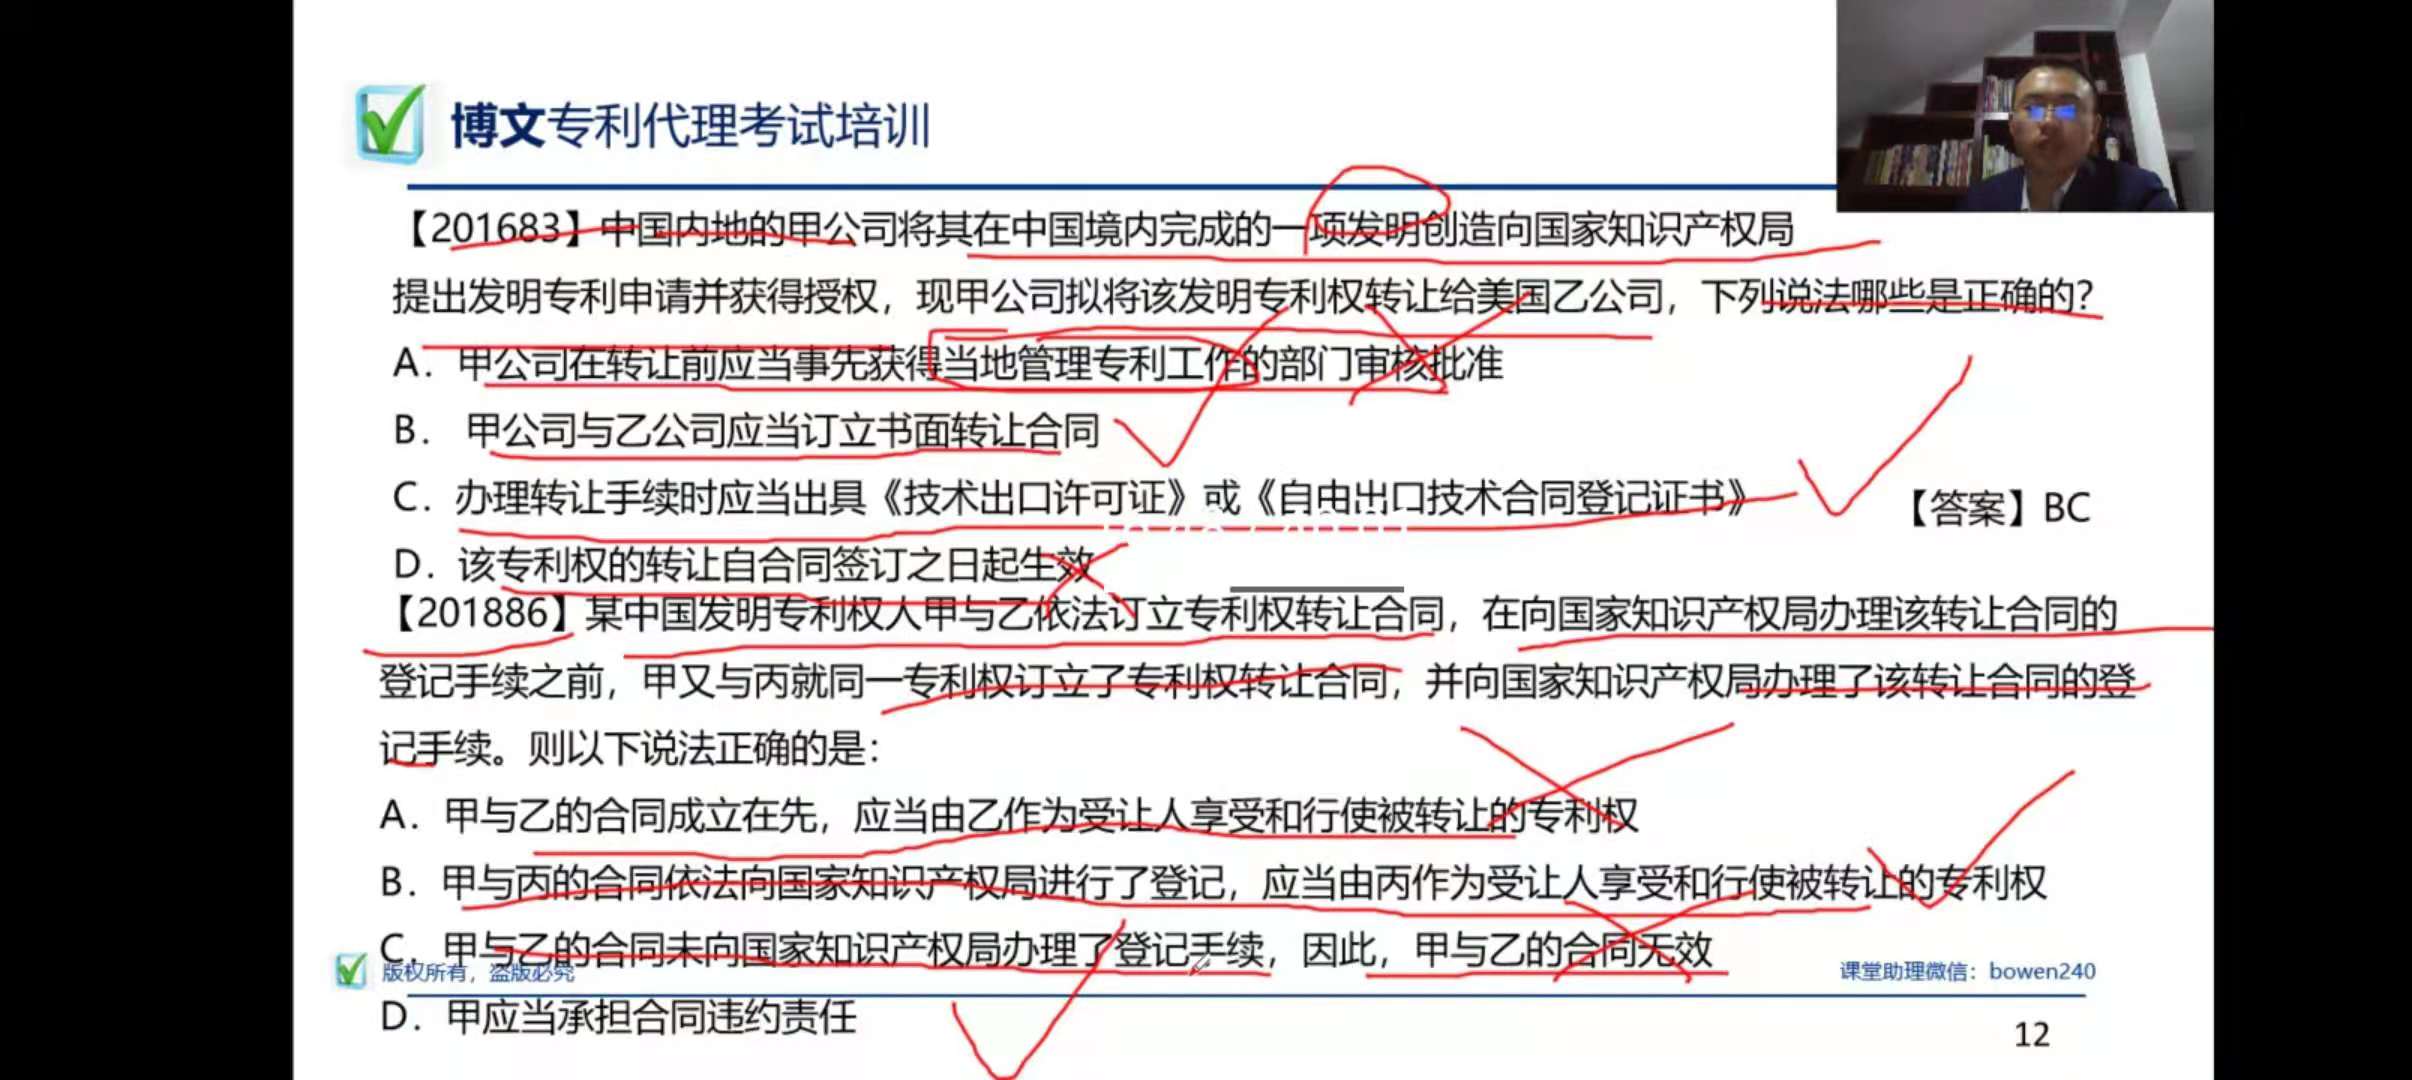 博文专利代理考试培训
【201683】中国内地的甲公司将其在中国境内完成的一项发明创造向国家知识产权局
提出发明专利申请并获得授权，现甲公司拟将该发明专利权转让给美国乙公司，下列说法哪些是正确的？
A. 甲公司在转让前应当事先获得当地管理专利工作的部门审核批准
B. 甲公司与乙公司应当订立书面转让合同
C. 办理转让手续时应当出具《技术出口许可证》或《自由出口技术合同登记证书》
【答案】BC
D. 该专利权的转让自合同签订之日起生效
【201886】某中国发明专利权人甲与乙依法订立专利权转让合同，在向国家知识产权局办理该转让合同的
登记手续之前，甲又与丙就同一专利权订立了专利权转让合同，并向国家知识产权局办理了该转让合同的登
记手续。则以下说法正确的是：
A. 甲与乙的合同成立在先，应当由乙作为受让人享受和行使被转让的专利权
B. 甲与丙的合同依法向国家知识产权局进行了登记，应当由丙作为受让人享受和行使被转让的专利权
C. 甲与乙的合同未向国家知识产权局办理了登记手续，因此，甲与乙的合同无效
版权所有，盗版必究
课堂助理微信：bowen240
D. 甲应当承担合同违约责任
12